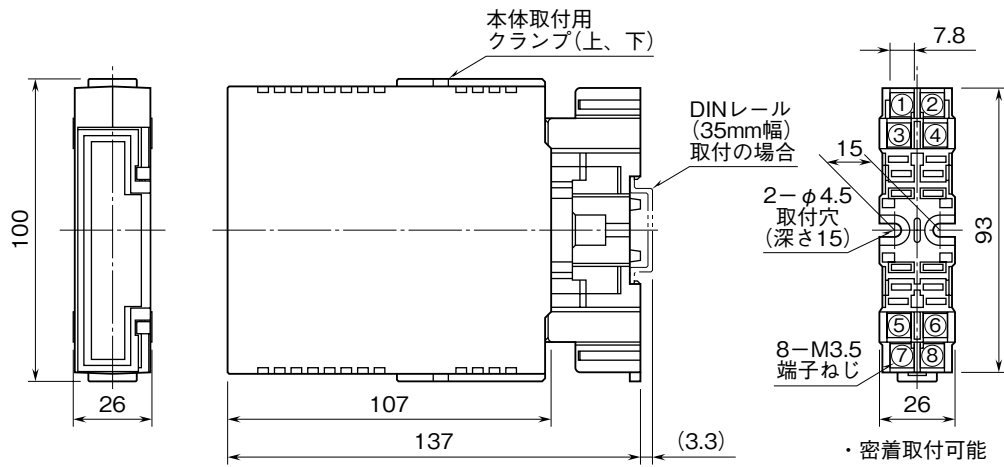 本体取付用
クランプ(上、下)
7.8
DINレール
(35mm幅)
取付の場合
① ②
③ ④
15
2－φ4.5
取付穴
(深さ15)
100
93
⑤ ⑥
⑦ ⑧
8－M3.5
端子ねじ
26
107
137
(3.3)
26
・密着取付可能